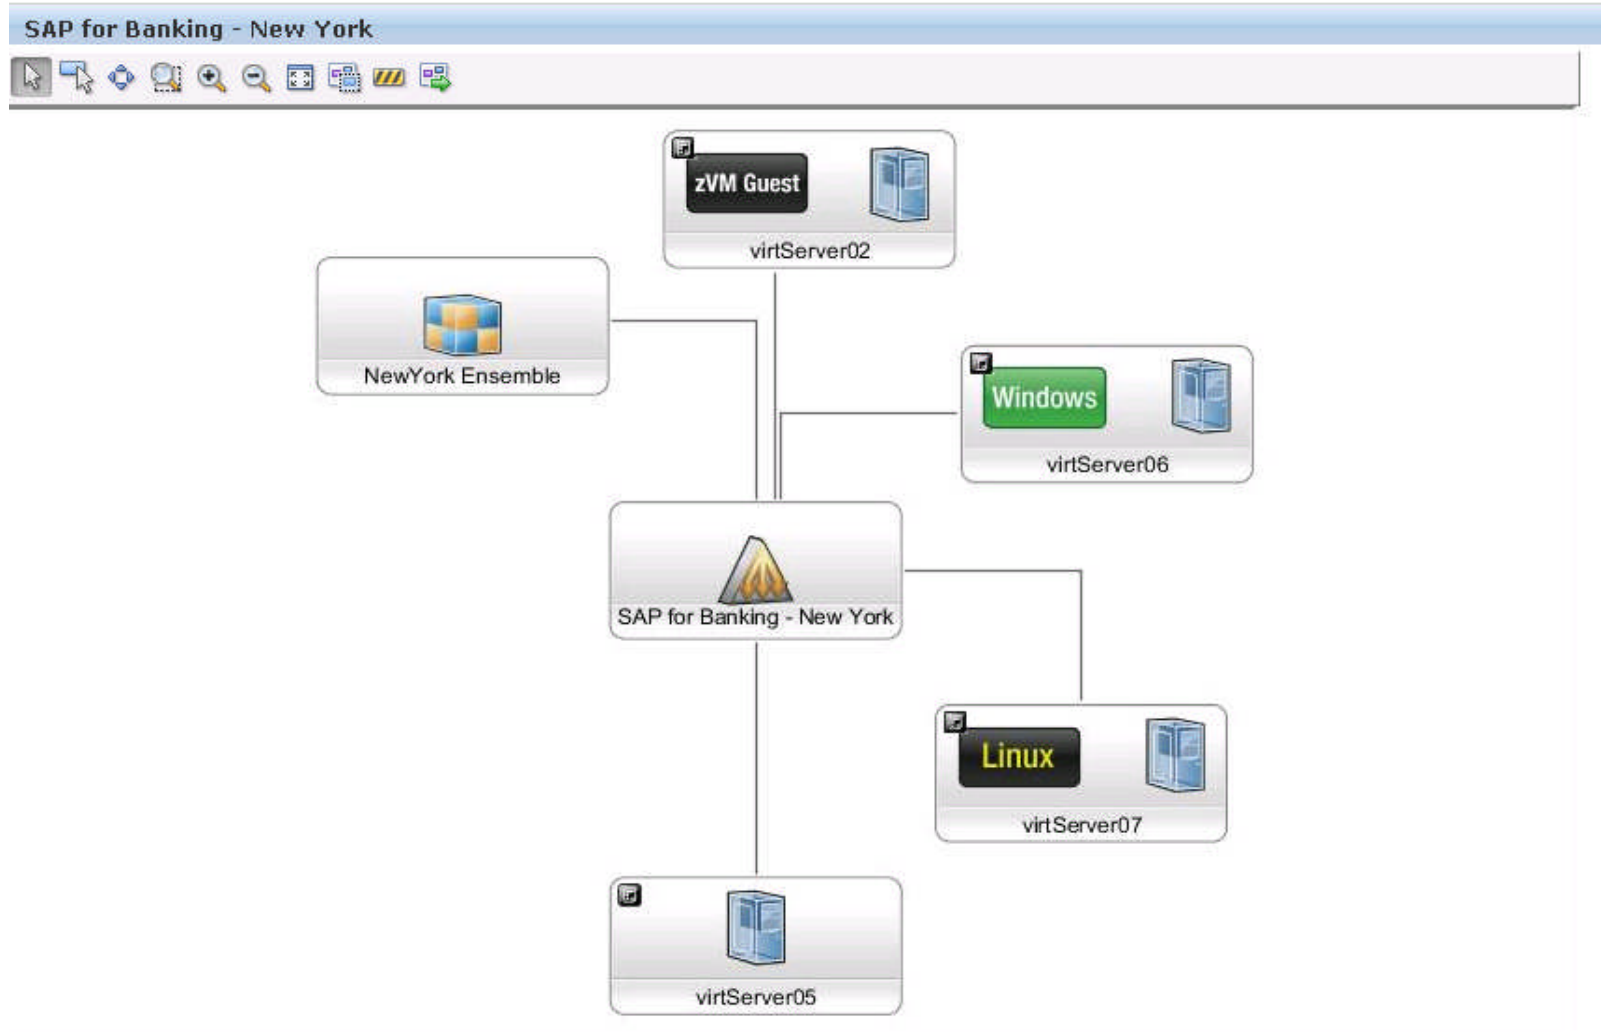 SAP for Banking - New York
zVM Guest
virtServer02
NewYork Ensemble
Windows
virtServer06
SAP for Banking - New York
Linux
virtServer07
virtServer05